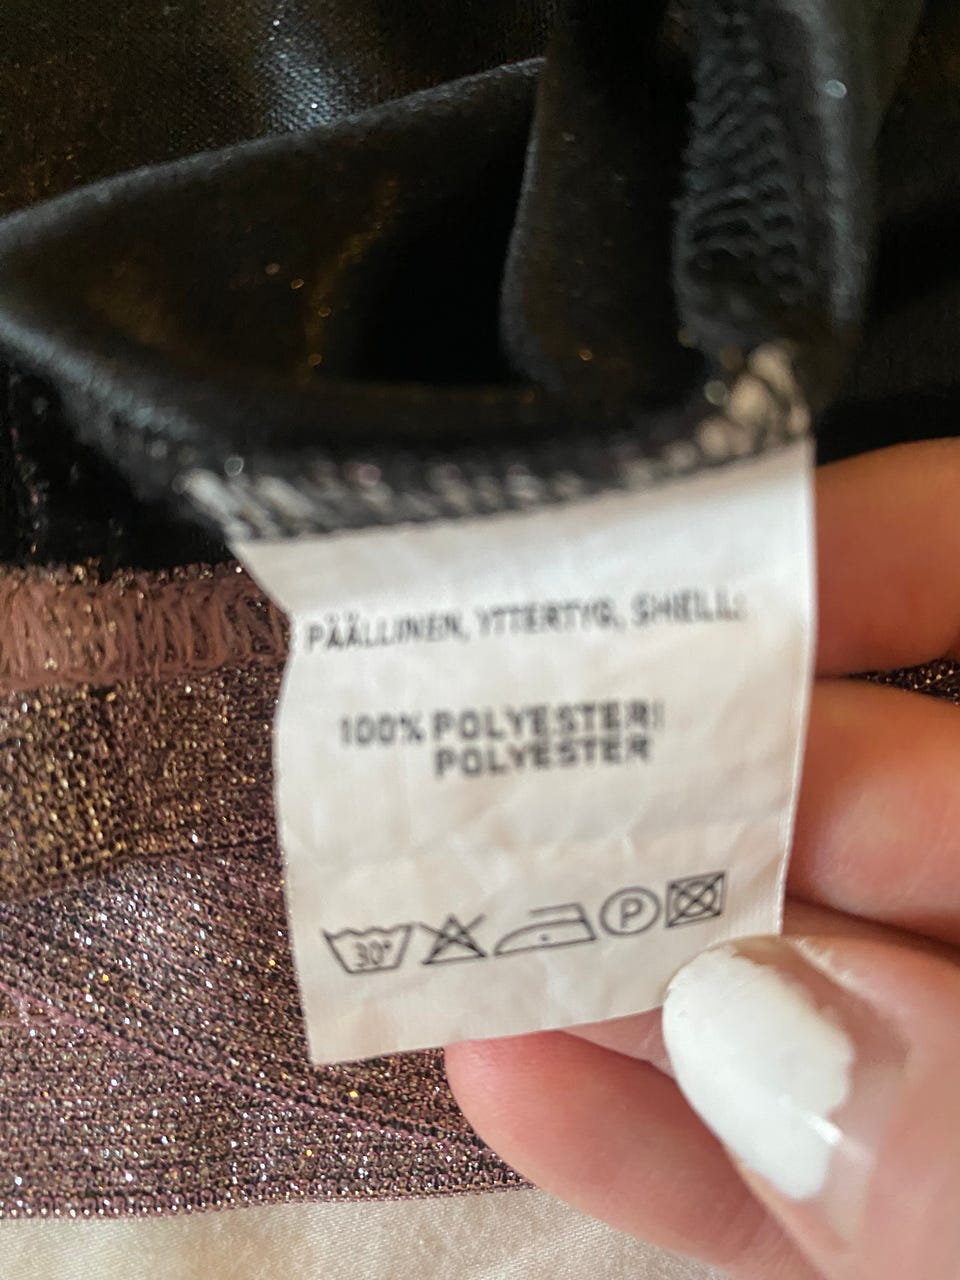 PÄÄLLINEN, YTTERTYG, SHELL:
100% POLYESTERI
POLYESTER
30°
P